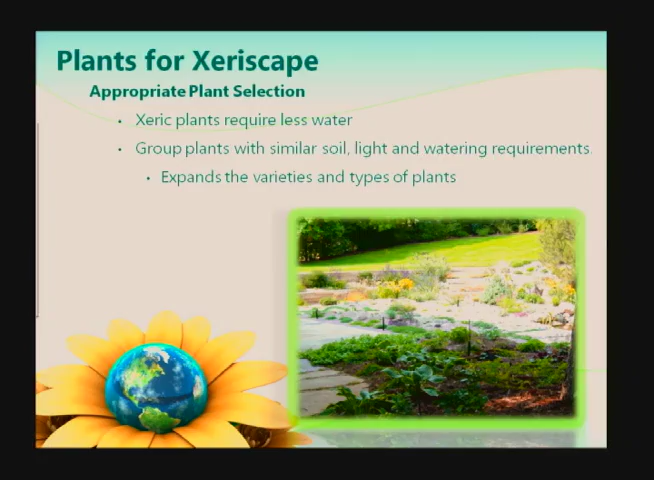 Plants for Xeriscape
Appropriate Plant Selection
• Xeric plants require less water
• Group plants with similar soil, light and watering requirements.
• Expands the varieties and types of plants